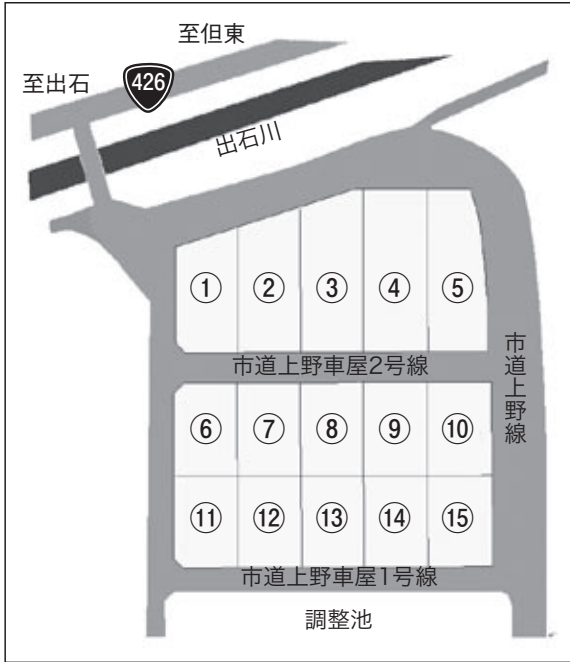 至但東
至出石
426
出石川
① ② ③ ④ ⑤
市道上野車屋2号線
市道上野線
⑥ ⑦ ⑧ ⑨ ⑩
⑪ ⑫ ⑬ ⑭ ⑮
市道上野車屋1号線
調整池